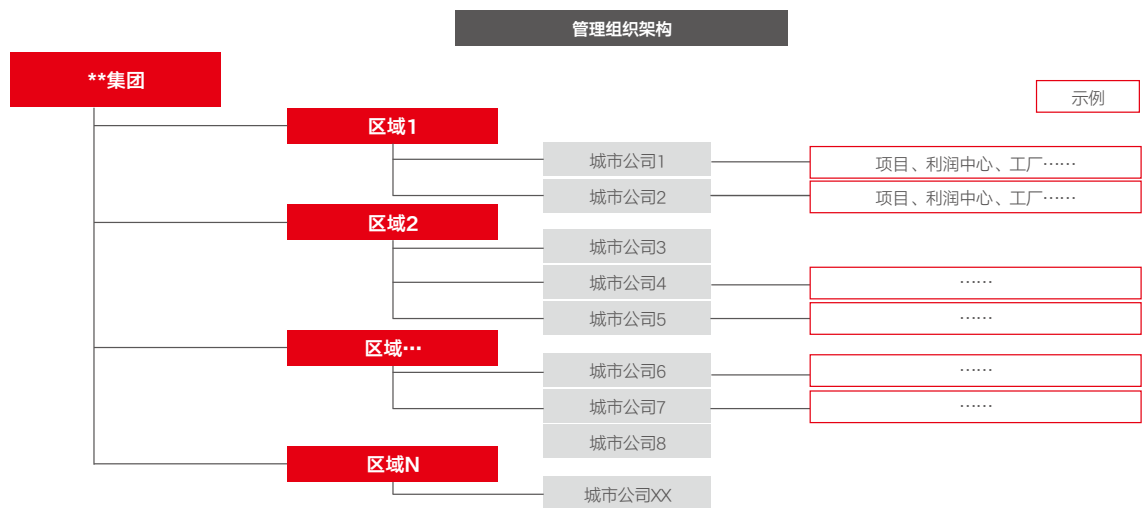 管理组织架构
**集团
示例
区域1
城市公司1
项目、利润中心、工厂……
城市公司2
项目、利润中心、工厂……
区域2
城市公司3
城市公司4
……
城市公司5
……
区域…
城市公司6
……
城市公司7
……
城市公司8
区域N
城市公司XX